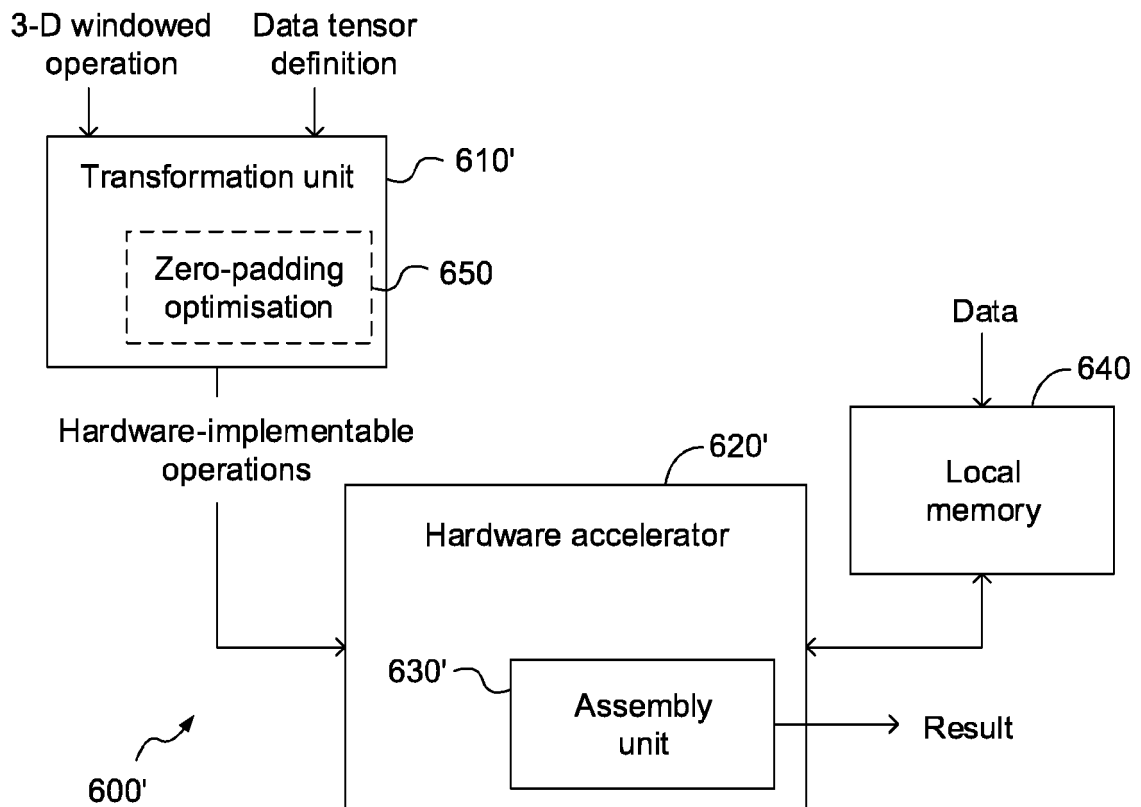 3-D windowed
operation
Data tensor
definition
Transformation unit
610'
Zero-padding
optimisation
650
Data
640
Hardware-implementable
operations
620'
Local
memory
Hardware accelerator
630'
Assembly
unit
Result
600'